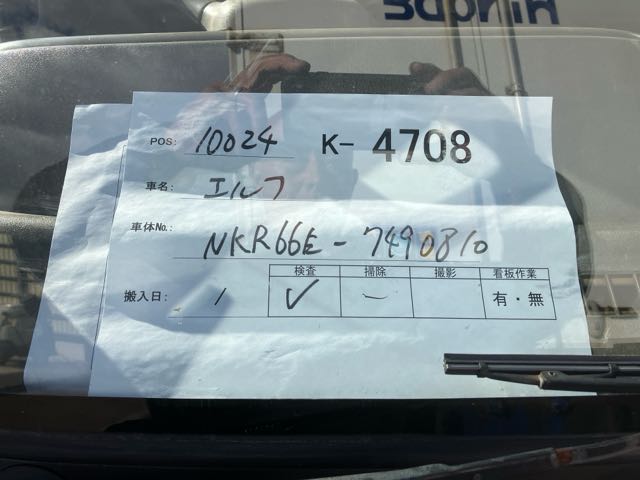 Hyundai
POS: 10024 K- 4708
車名: エルフ
車体No.: NKR66E-7490810
検査 掃除 撮影 看板作業
搬入日: / ✓ — 有・無